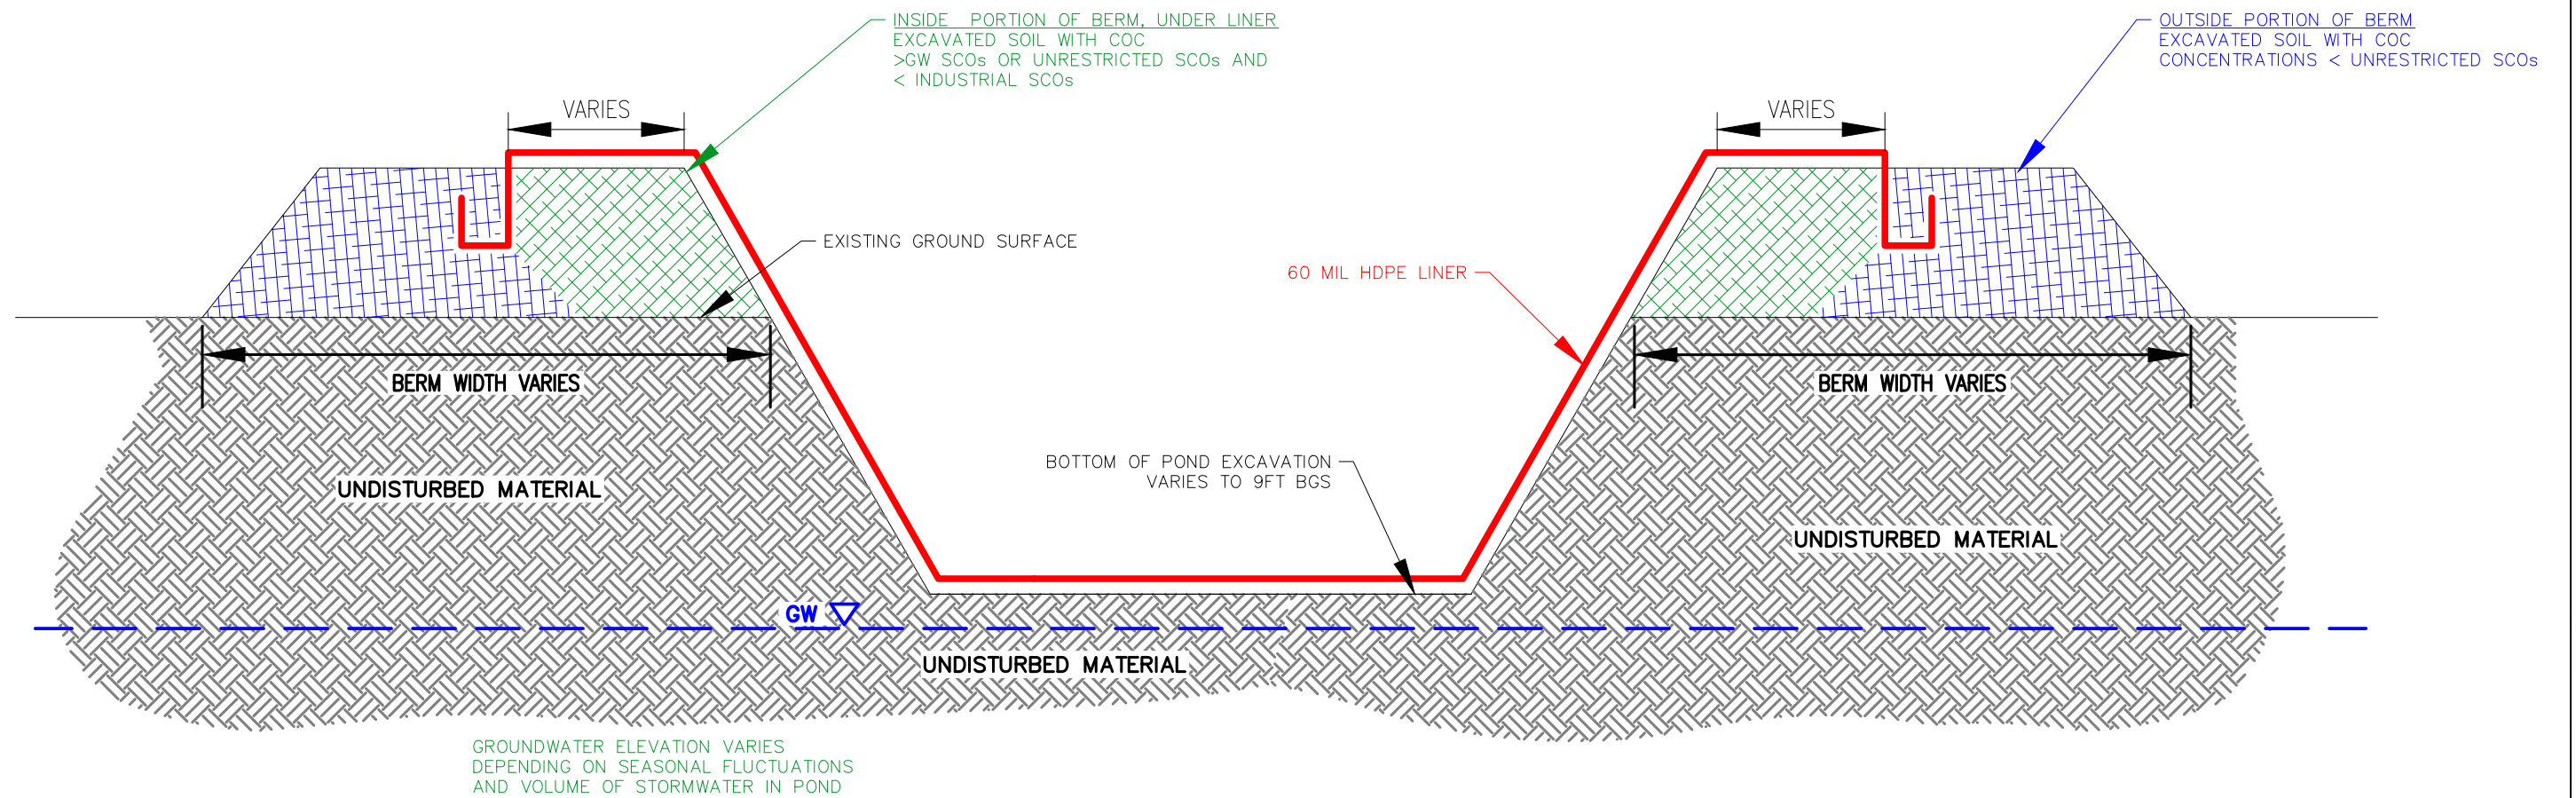 INSIDE PORTION OF BERM, UNDER LINER
EXCAVATED SOIL WITH COC
>GW SCOs OR UNRESTRICTED SCOs AND
< INDUSTRIAL SCOs
OUTSIDE PORTION OF BERM
EXCAVATED SOIL WITH COC
CONCENTRATIONS < UNRESTRICTED SCOs
VARIES
VARIES
EXISTING GROUND SURFACE
60 MIL HDPE LINER
BERM WIDTH VARIES
BERM WIDTH VARIES
BOTTOM OF POND EXCAVATION
VARIES TO 9FT BGS
UNDISTURBED MATERIAL
UNDISTURBED MATERIAL
GW
UNDISTURBED MATERIAL
GROUNDWATER ELEVATION VARIES
DEPENDING ON SEASONAL FLUCTUATIONS
AND VOLUME OF STORMWATER IN POND